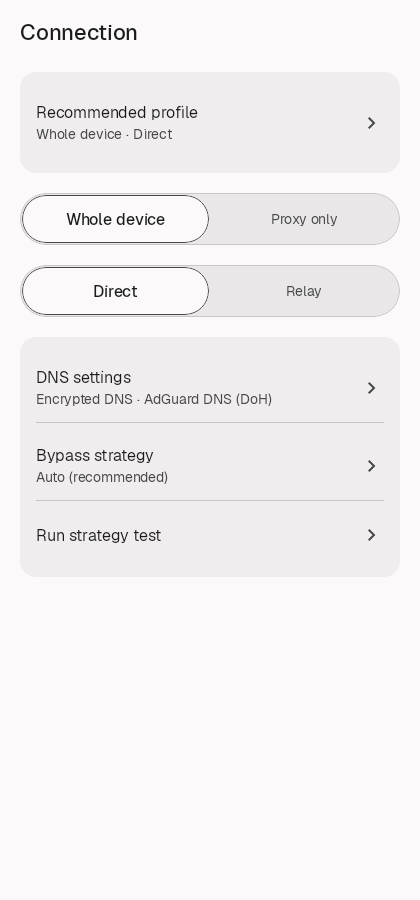 Connection
Recommended profile
Whole device · Direct
Whole device
Proxy only
Direct
Relay
DNS settings
Encrypted DNS · AdGuard DNS (DoH)
Bypass strategy
Auto (recommended)
Run strategy test